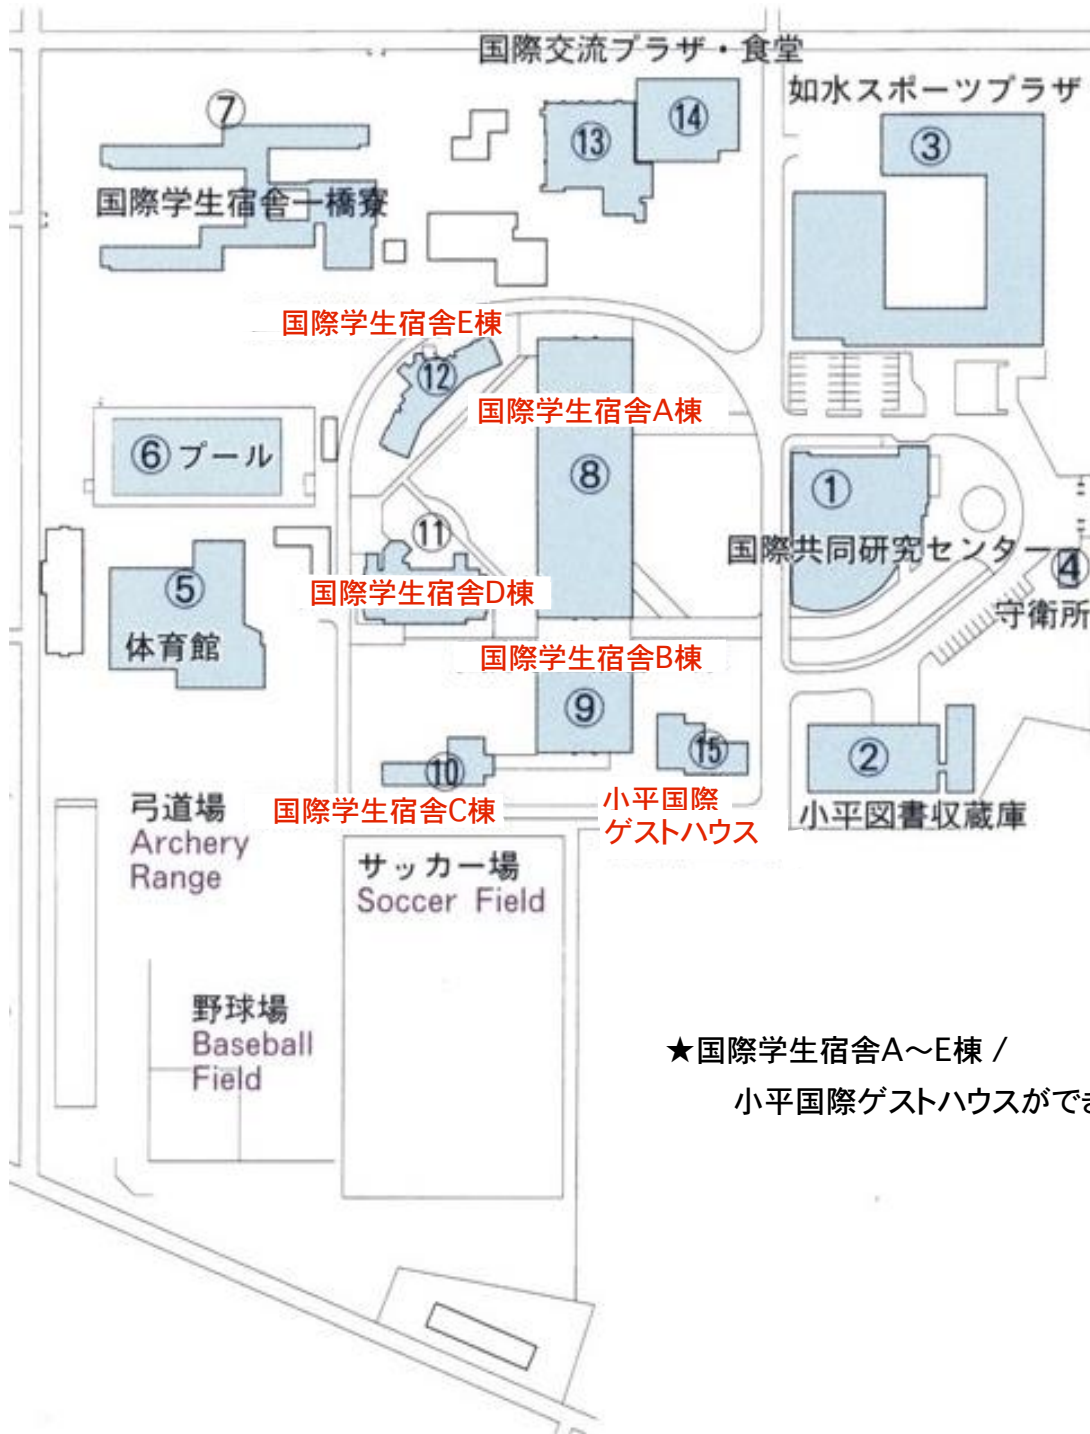 国際交流プラザ・食堂
如水スポーツプラザ
⑦
⑬
⑭
③
国際学生宿舎一橋寮
国際学生宿舎E棟
⑫
国際学生宿舎A棟
⑥プール
⑧
①
⑪
国際共同研究センター
④
⑤
国際学生宿舎D棟
守衛所
体育館
国際学生宿舎B棟
⑨
⑩
⑮
②
国際学生宿舎C棟
小平国際
ゲストハウス
小平図書収蔵庫
弓道場
Archery
Range
サッカー場
Soccer Field
野球場
Baseball
Field
★国際学生宿舎A～E棟 /
小平国際ゲストハウスができ